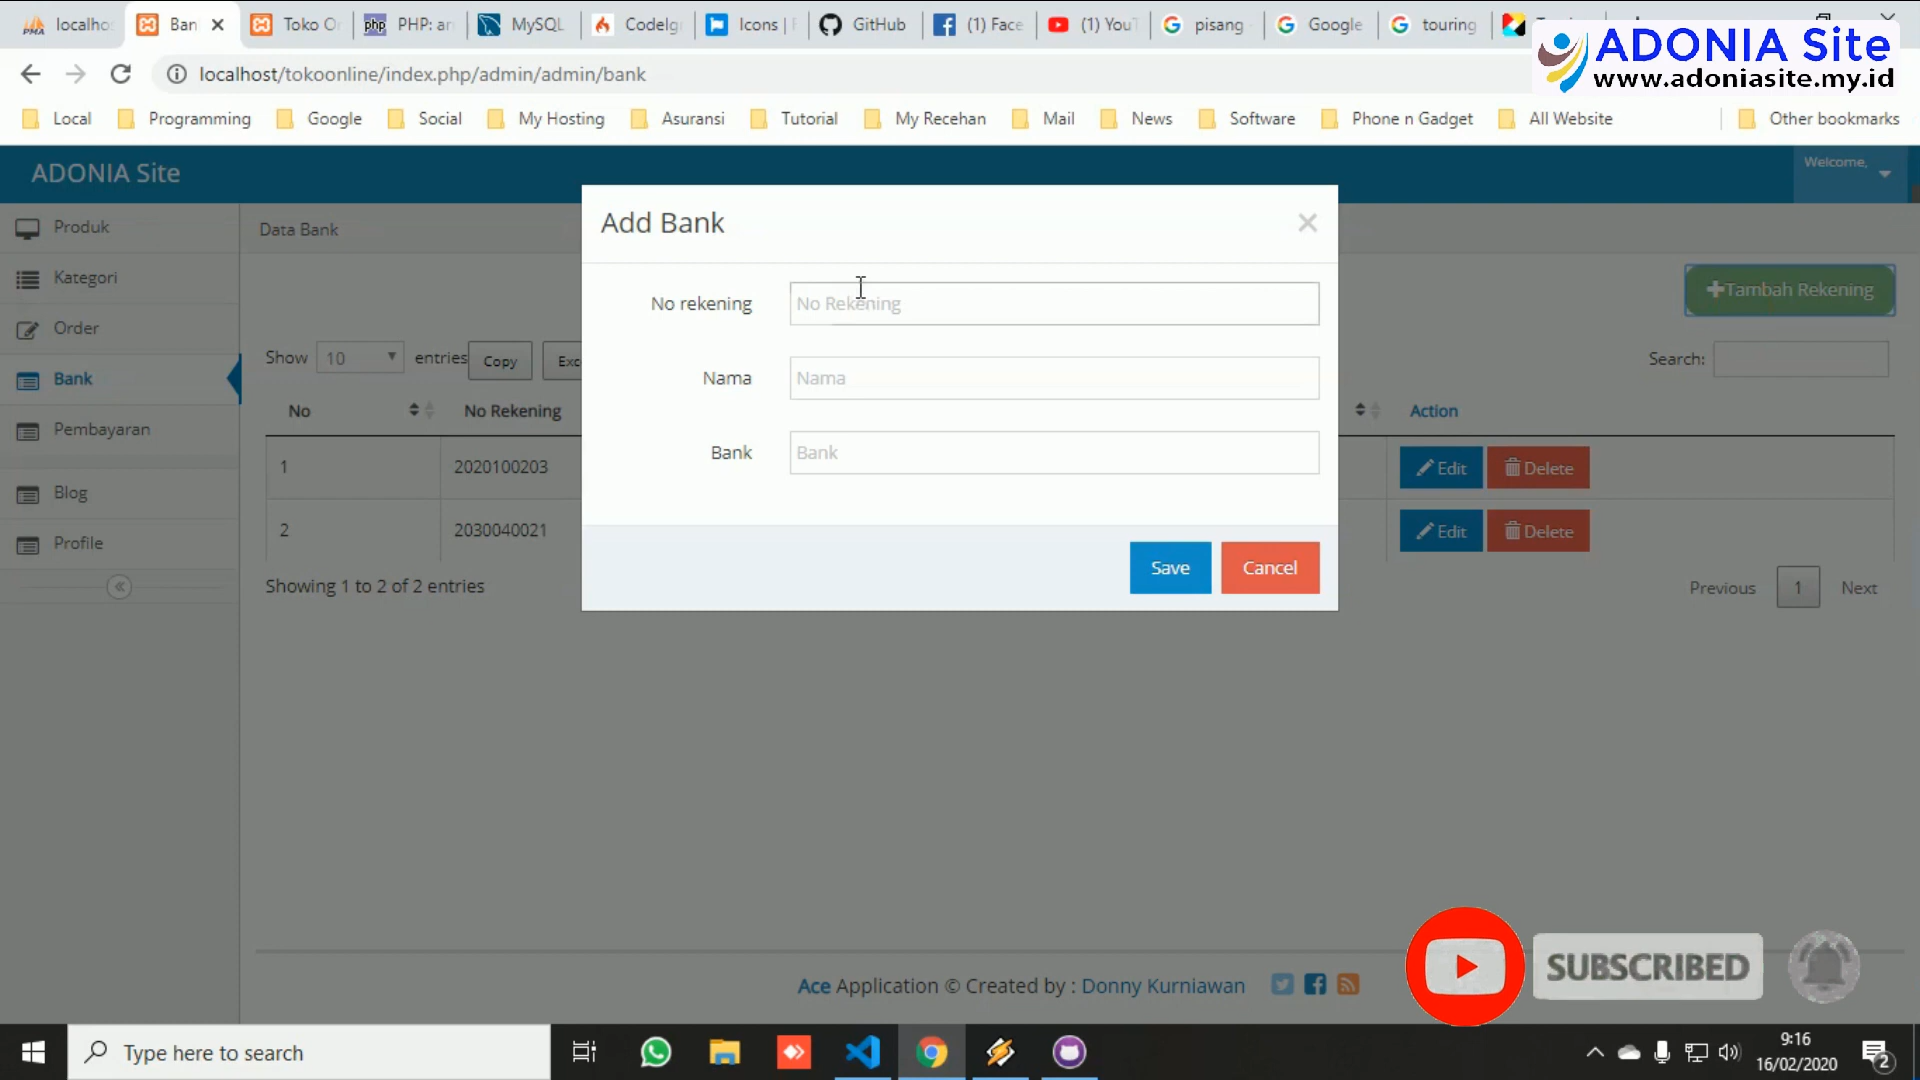 localho
Ban
Toko O
PHP: ar
MySQL
CodeIg
Icons | F
GitHub
(1) Face
(1) You
pisang
Google
touring
ADONIA Site
www.adoniasite.my.id
localhost/tokoonline/index.php/admin/admin/bank
Local
Programming
Google
Social
My Hosting
Asuransi
Tutorial
My Recehan
Mail
News
Software
Phone n Gadget
All Website
Other bookmarks
ADONIA Site
Welcome,
Produk
Kategori
Order
Bank
Pembayaran
Blog
Profile
Data Bank
Tambah Rekening
Show 10 entries
Copy
Exc
Search:
No
No Rekening
Action
1
2020100203
Edit
Delete
2
2030040021
Edit
Delete
Showing 1 to 2 of 2 entries
Previous
1
Next
Add Bank
No rekening
No Rekening
Nama
Nama
Bank
Bank
Save
Cancel
Ace Application © Created by : Donny Kurniawan
SUBSCRIBED
Type here to search
9:16
16/02/2020
2